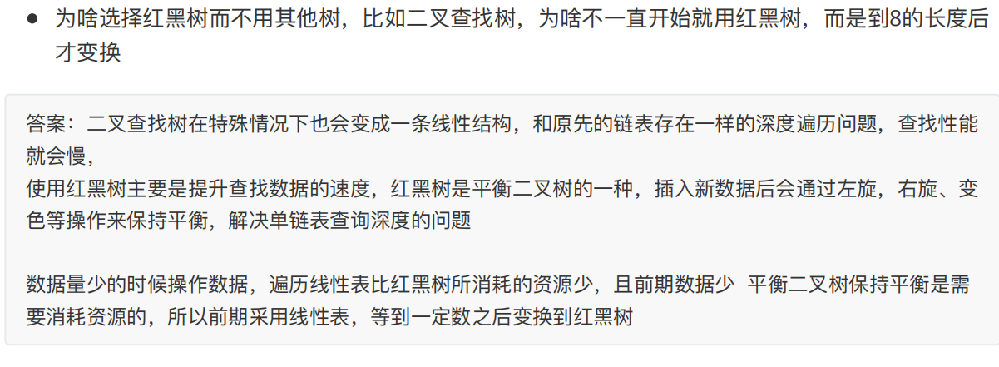 ● 为啥选择红黑树而不用其他树，比如二叉查找树，为啥不一直开始就用红黑树，而是到8的长度后
才变换
答案：二叉查找树在特殊情况下也会变成一条线性结构，和原先的链表存在一样的深度遍历问题，查找性能
就会慢，
使用红黑树主要是提升查找数据的速度，红黑树是平衡二叉树的一种，插入新数据后会通过左旋，右旋、变
色等操作来保持平衡，解决单链表查询深度的问题
数据量少的时候操作数据，遍历线性表比红黑树所消耗的资源少，且前期数据少 平衡二叉树保持平衡是需
要消耗资源的，所以前期采用线性表，等到一定数之后变换到红黑树